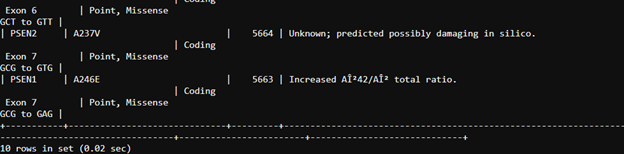 | Coding
Exon 6 | Point, Missense
GCT to GTT |
| PSEN2 | A237V | 5664 | Unknown; predicted possibly damaging in silico.
| Coding
Exon 7 | Point, Missense
GCG to GTG |
| PSEN1 | A246E | 5663 | Increased AÎ²42/AÎ² total ratio.
| Coding
Exon 7 | Point, Missense
GCG to GAG |
10 rows in set (0.02 sec)